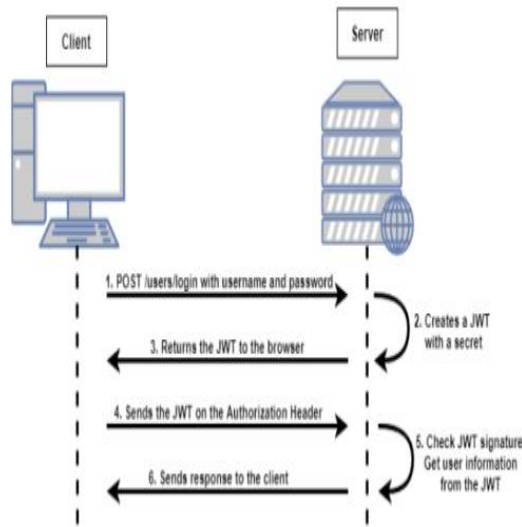 Client
Server
1. POST /users/login with username and password
2. Creates a JWT
with a secret
3. Returns the JWT to the browser
4. Sends the JWT on the Authorization Header
5. Check JWT signature
Get user information
from the JWT
6. Sends response to the client